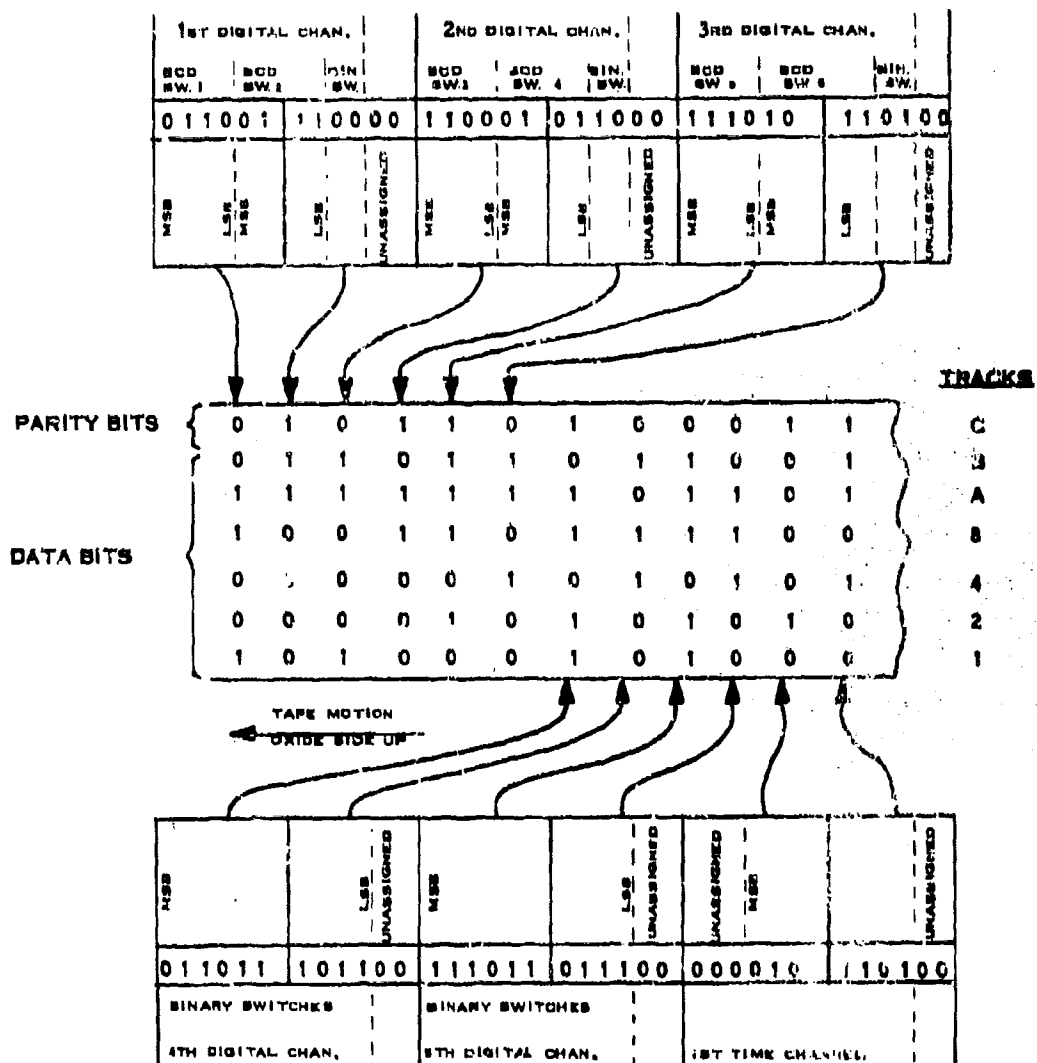 1ST DIGITAL CHAN. 2ND DIGITAL CHAN. 3RD DIGITAL CHAN.
BCD BCD BIN BCD BCD BIN. BCD BCD BIN.
SW. 1 SW. 2 SW. SW. 3 SW. 4 SW. SW 5 SW 6 SW.
011001 110000 110001 011000 111010 110100
MSB LSB MSB LSB UNASSIGNED MSB LSB MSB LSB UNASSIGNED MSB LSB MSB LSB UNASSIGNED
TRACKS
PARITY BITS 0 1 0 1 1 0 1 0 0 0 1 1 C
0 1 1 0 1 1 0 1 1 0 0 1 B
1 1 1 1 1 1 1 0 1 1 0 1 A
1 0 0 1 1 0 1 1 1 1 0 0 8
DATA BITS
0 0 0 0 1 0 1 0 1 0 1 4
0 0 0 0 1 0 1 0 1 0 1 0 2
1 0 1 0 0 0 1 0 1 0 0 0 1
TAPE MOTION
OXIDE SIDE UP
MSB LSB UNASSIGNED MSB LSB UNASSIGNED UNASSIGNED MSB UNASSIGNED
011011 101100 111011 011100 000010 110100
BINARY SWITCHES BINARY SWITCHES
4TH DIGITAL CHAN. 5TH DIGITAL CHAN. 1ST TIME CHANNEL